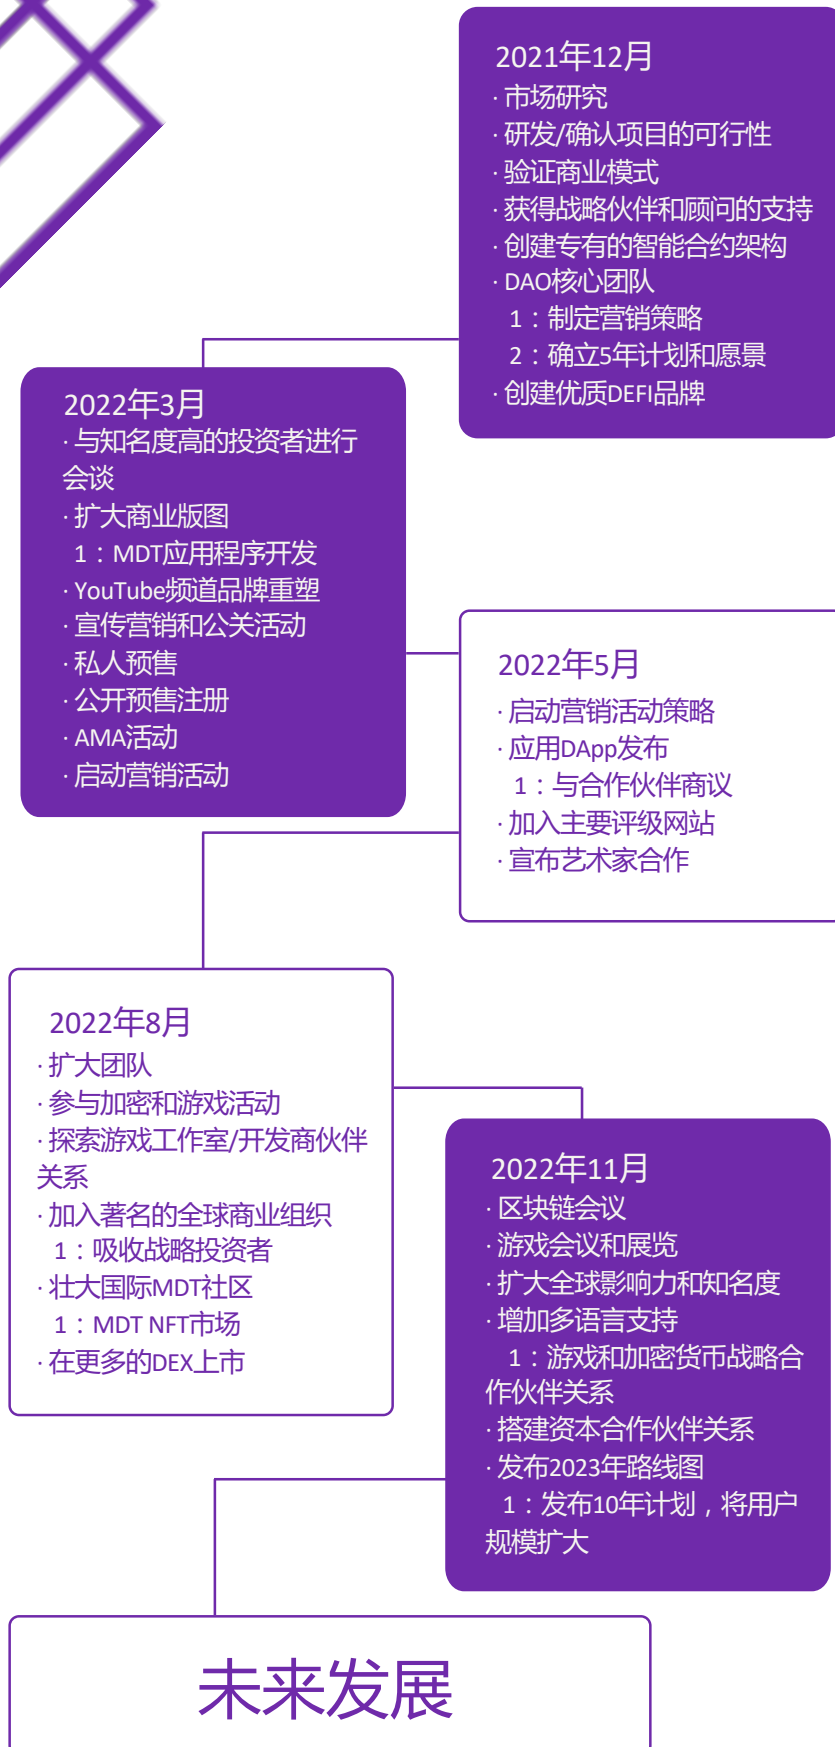 2021年12月
· 市场研究
· 研发/确认项目的可行性
· 验证商业模式
· 获得战略伙伴和顾问的支持
· 创建专有的智能合约架构
· DAO核心团队
1：制定营销策略
2：确立5年计划和愿景
· 创建优质DEFI品牌
2022年3月
· 与知名度高的投资者进行
会谈
· 扩大商业版图
1：MDT应用程序开发
· YouTube频道品牌重塑
· 宣传营销和公关活动
· 私人预售
· 公开预售注册
· AMA活动
· 启动营销活动
2022年5月
· 启动营销活动策略
· 应用DApp发布
1：与合作伙伴商议
· 加入主要评级网站
· 宣布艺术家合作
2022年8月
· 扩大团队
· 参与加密和游戏活动
· 探索游戏工作室/开发商伙伴
关系
· 加入著名的全球商业组织
1：吸收战略投资者
· 壮大国际MDT社区
1：MDT NFT市场
· 在更多的DEX上市
2022年11月
· 区块链会议
· 游戏会议和展览
· 扩大全球影响力和知名度
· 增加多语言支持
1：游戏和加密货币战略合
作伙伴关系
· 搭建资本合作伙伴关系
· 发布2023年路线图
1：发布10年计划，将用户
规模扩大
未来发展